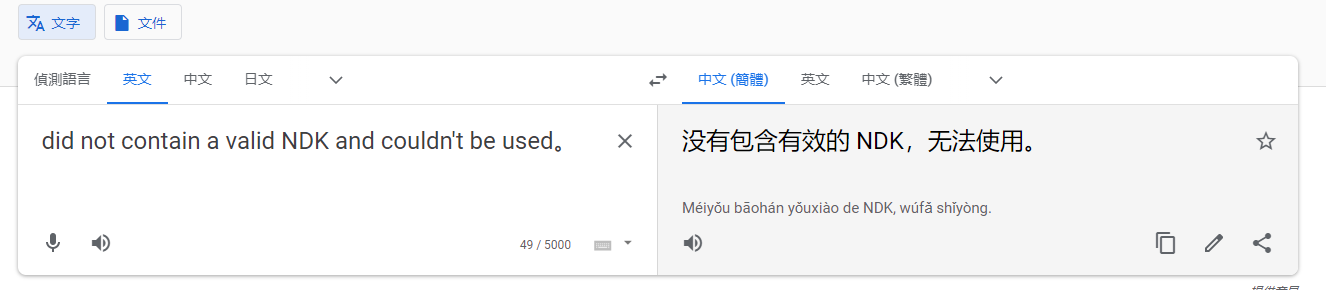 文字 文件
偵測語言 英文 中文 日文 中文 (簡體) 英文 中文 (繁體)
did not contain a valid NDK and couldn't be used。
没有包含有效的 NDK，无法使用。
Méiyǒu bāohán yǒuxiào de NDK, wúfǎ shǐyòng.
49 / 5000